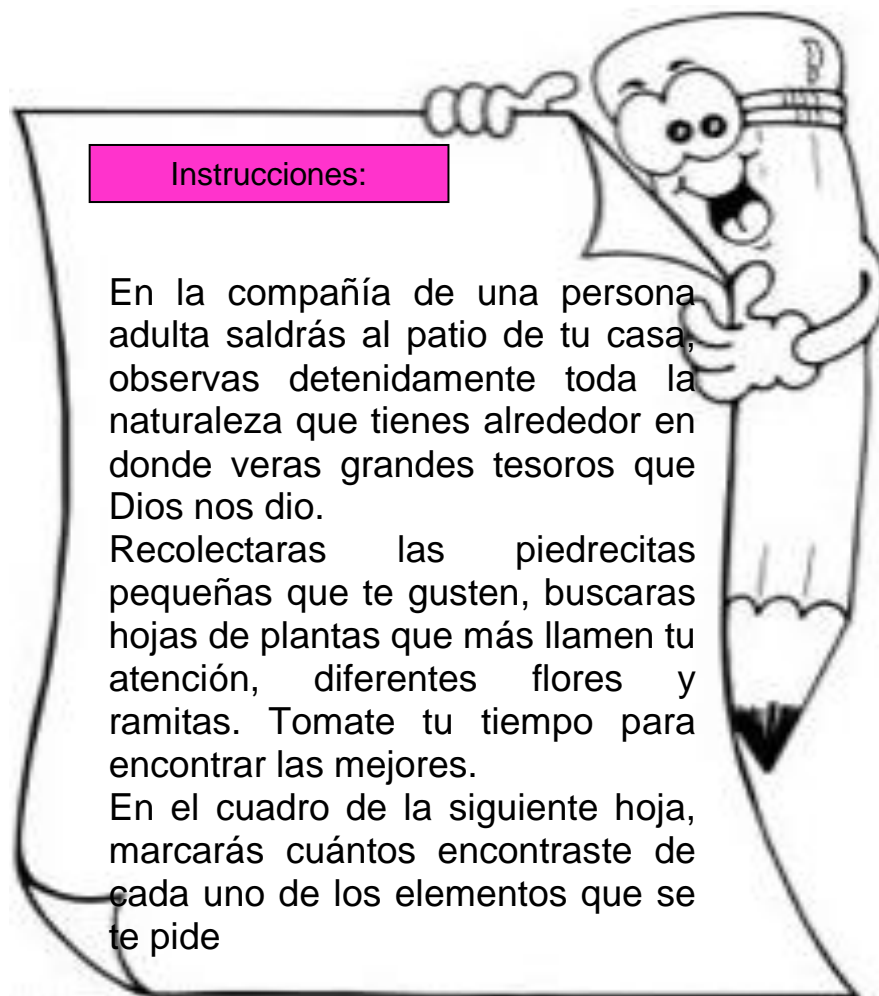 Instrucciones:
En la compañía de una persona
adulta saldrás al patio de tu casa,
observas detenidamente toda la
naturaleza que tienes alrededor en
donde veras grandes tesoros que
Dios nos dio.
Recolectaras las piedrecitas
pequeñas que te gusten, buscaras
hojas de plantas que más llamen tu
atención, diferentes flores y
ramitas. Tomate tu tiempo para
encontrar las mejores.
En el cuadro de la siguiente hoja,
marcarás cuántos encontraste de
cada uno de los elementos que se
te pide